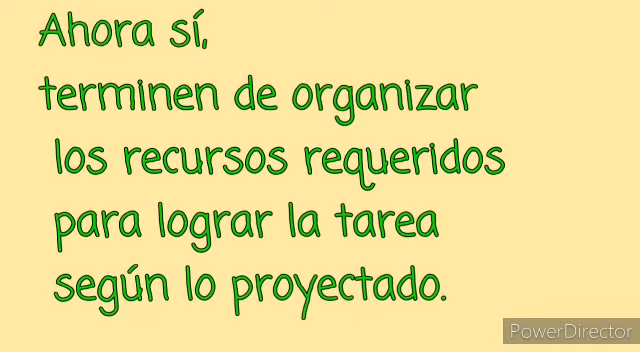 Ahora sí,
terminen de organizar
los recursos requeridos
para lograr la tarea
según lo proyectado.
PowerDirector